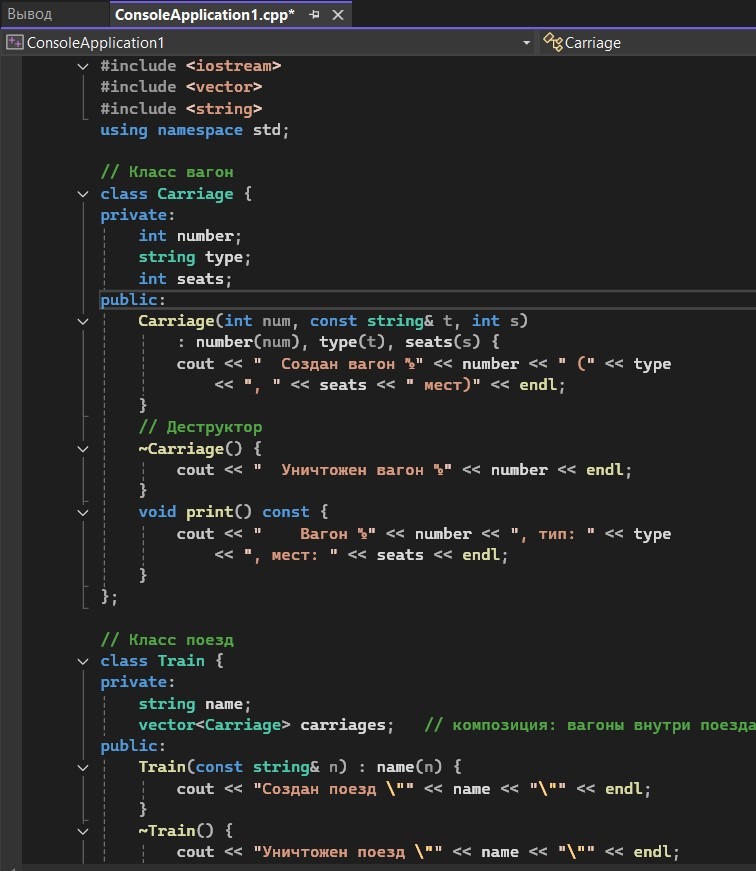 Вывод
ConsoleApplication1.cpp*
ConsoleApplication1
Carriage
#include <iostream>
#include <vector>
#include <string>
using namespace std;
// Класс вагон
class Carriage {
private:
int number;
string type;
int seats;
public:
Carriage(int num, const string& t, int s)
: number(num), type(t), seats(s) {
cout << "  Создан вагон №" << number << " (" << type
<< ", " << seats << " мест)" << endl;
}
// Деструктор
~Carriage() {
cout << "  Уничтожен вагон №" << number << endl;
}
void print() const {
cout << "    Вагон №" << number << ", тип: " << type
<< ", мест: " << seats << endl;
}
};
// Класс поезд
class Train {
private:
string name;
vector<Carriage> carriages;   // композиция: вагоны внутри поезда
public:
Train(const string& n) : name(n) {
cout << "Создан поезд \"" << name << "\"" << endl;
}
~Train() {
cout << "Уничтожен поезд \"" << name << "\"" << endl;